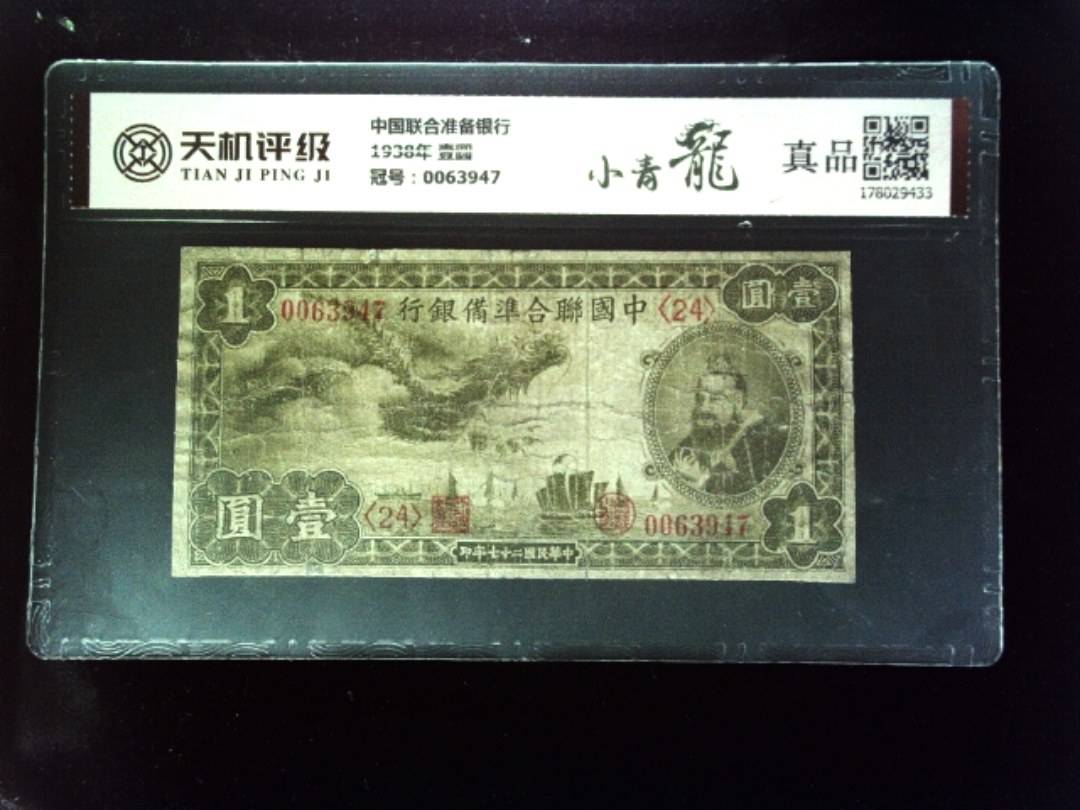 天机评级
TIAN JI PING JI
中国联合准备银行
1938年 壹圆
冠号：0063947
小青龍
真品
178029433
1
0063947
行銀備準合聯國中
〈24〉
圓壹
圓壹
〈24〉
0063947
1
印年七十二國民華中